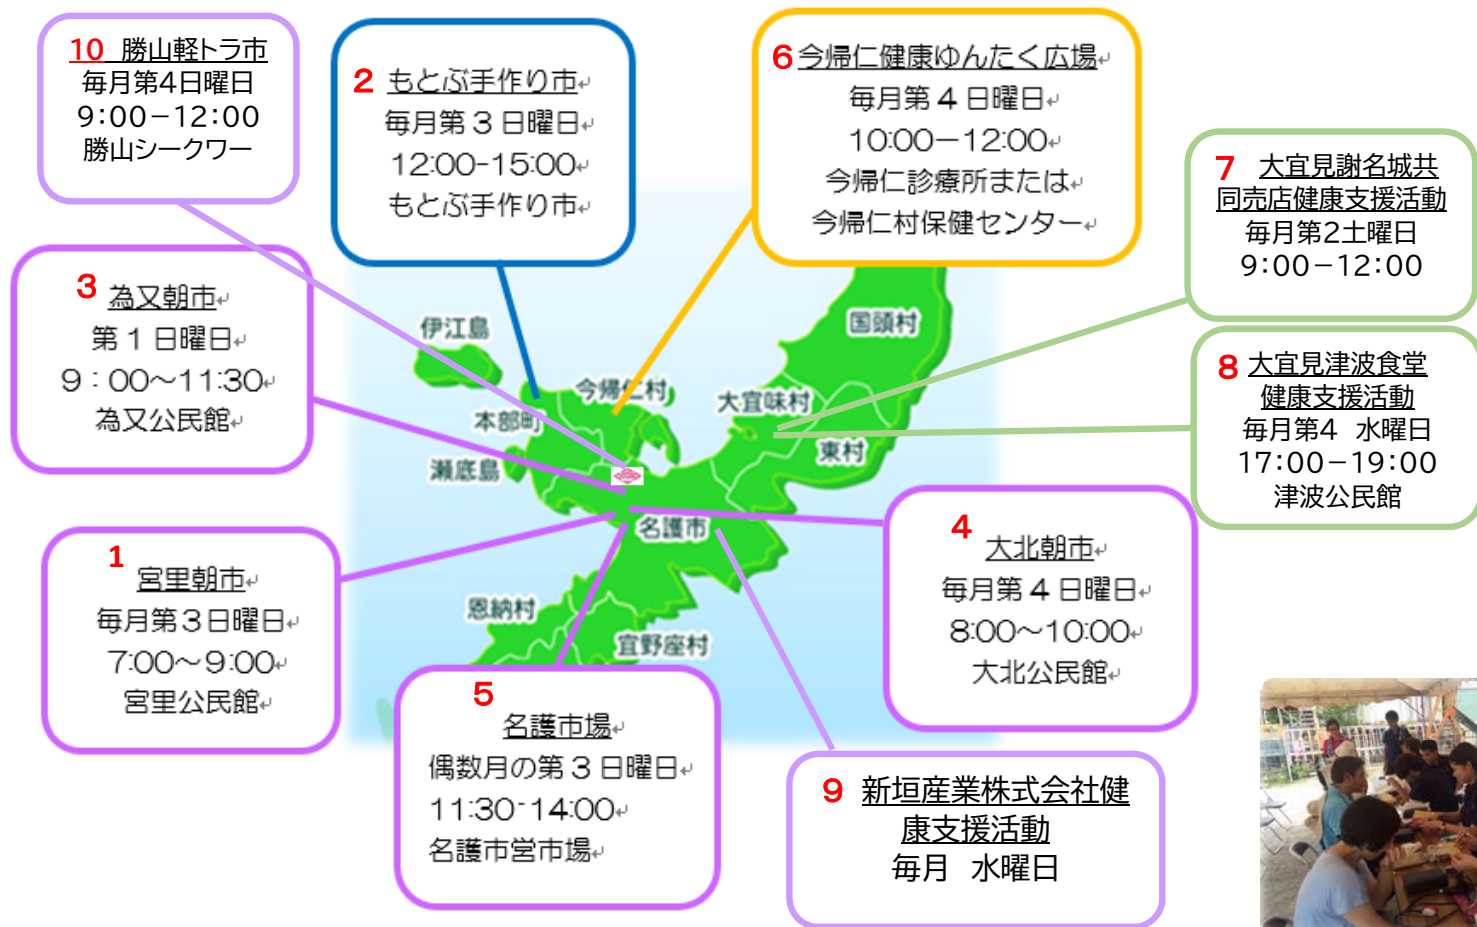 10 勝山軽トラ市
毎月第4日曜日
9:00－12:00
勝山シークワー
2 もとぶ手作り市
毎月第3日曜日
12:00-15:00
もとぶ手作り市
6 今帰仁健康ゆんたく広場
毎月第4日曜日
10:00－12:00
今帰仁診療所または
今帰仁村保健センター
7 大宜見謝名城共
同売店健康支援活動
毎月第2土曜日
9:00－12:00
3 為又朝市
第1日曜日
9：00～11:30
為又公民館
8 大宜見津波食堂
健康支援活動
毎月第4 水曜日
17:00－19:00
津波公民館
伊江島
国頭村
今帰仁村
大宜味村
本部町
東村
瀬底島
名護市
恩納村
宜野座村
1
宮里朝市
毎月第3日曜日
7:00～9:00
宮里公民館
4
大北朝市
毎月第4日曜日
8:00～10:00
大北公民館
5
名護市場
偶数月の第3日曜日
11:30-14:00
名護市営市場
9 新垣産業株式会社健
康支援活動
毎月 水曜日